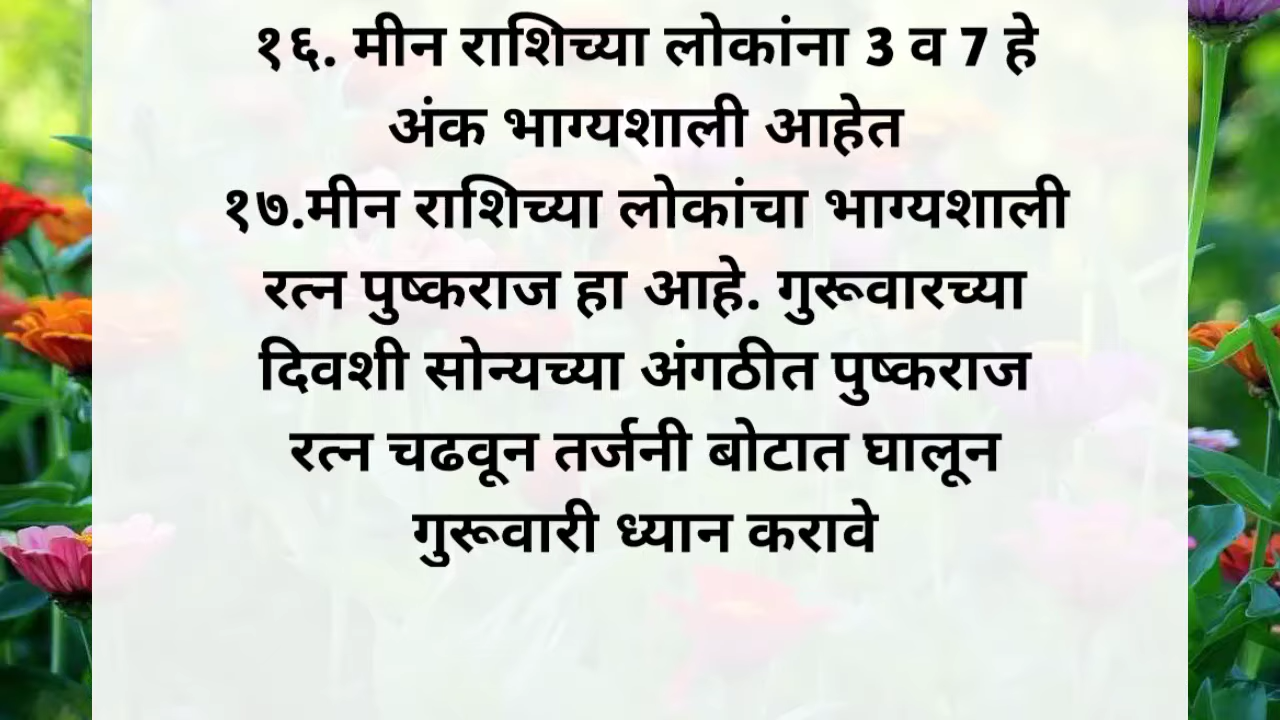 १६. मीन राशिच्या लोकांना 3 व 7 हे
अंक भाग्यशाली आहेत
१७.मीन राशिच्या लोकांचा भाग्यशाली
रत्न पुष्कराज हा आहे. गुरूवारच्या
दिवशी सोन्यच्या अंगठीत पुष्कराज
रत्न चढवून तर्जनी बोटात घालून
गुरूवारी ध्यान करावे